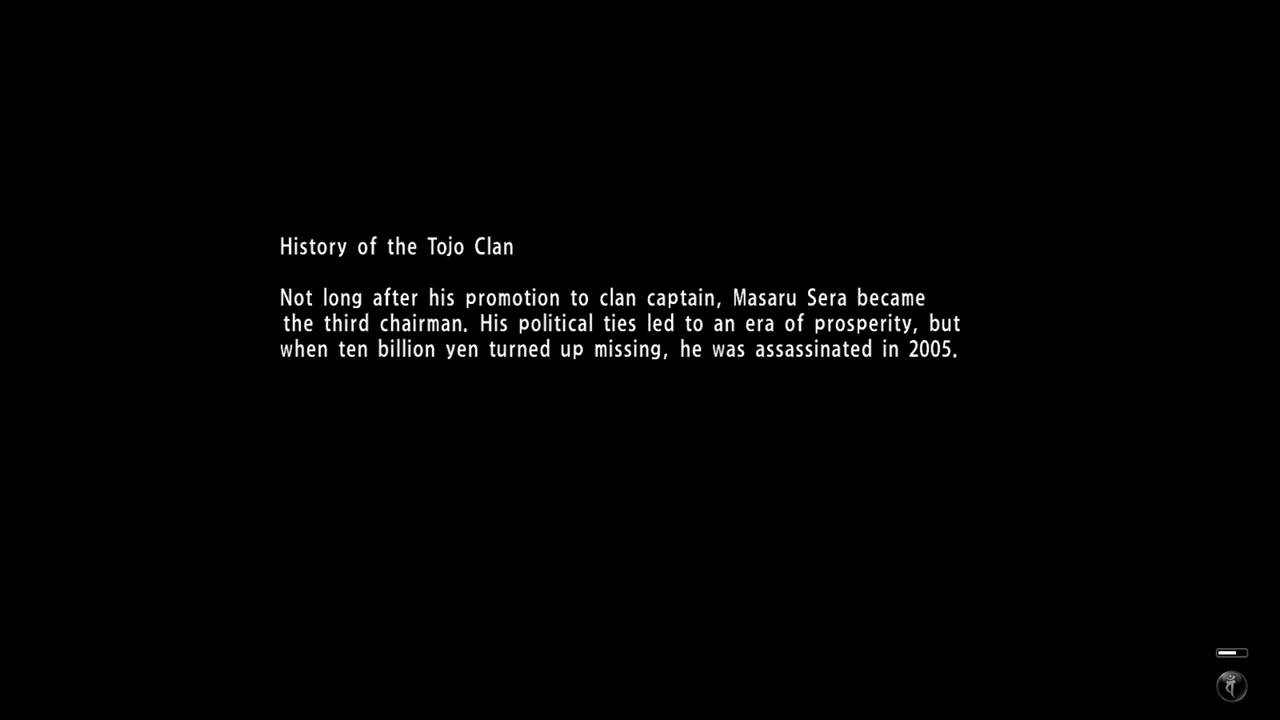 History of the Tojo Clan
Not long after his promotion to clan captain, Masaru Sera became
the third chairman. His political ties led to an era of prosperity, but
when ten billion yen turned up missing, he was assassinated in 2005.